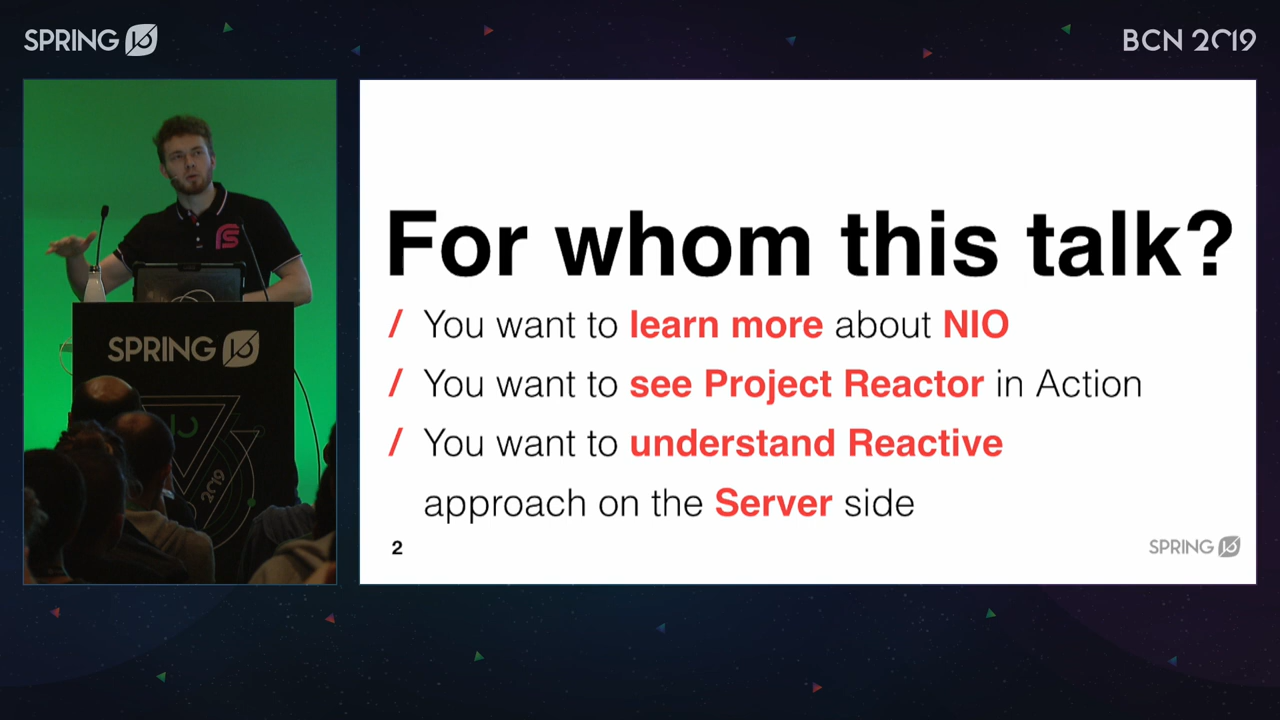 SPRING IO
BCN 2019
SPRING IO
2019
For whom this talk?
/ You want to learn more about NIO
/ You want to see Project Reactor in Action
/ You want to understand Reactive
approach on the Server side
2
SPRING IO